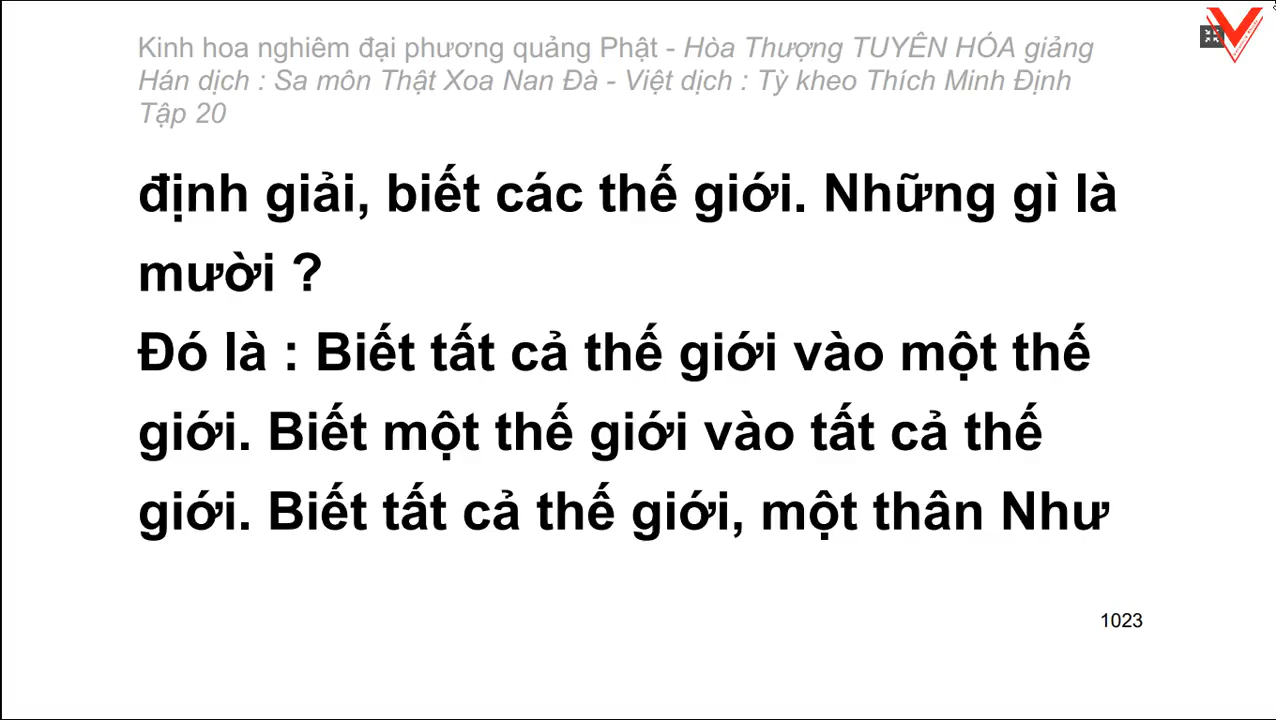 Kinh hoa nghiêm đại phương quảng Phật - Hòa Thượng TUYÊN HÓA giảng
Hán dịch : Sa môn Thật Xoa Nan Đà - Việt dịch : Tỳ kheo Thích Minh Định
Tập 20
định giải, biết các thế giới. Những gì là
mười ?
Đó là : Biết tất cả thế giới vào một thế
giới. Biết một thế giới vào tất cả thế
giới. Biết tất cả thế giới, một thân Như
1023